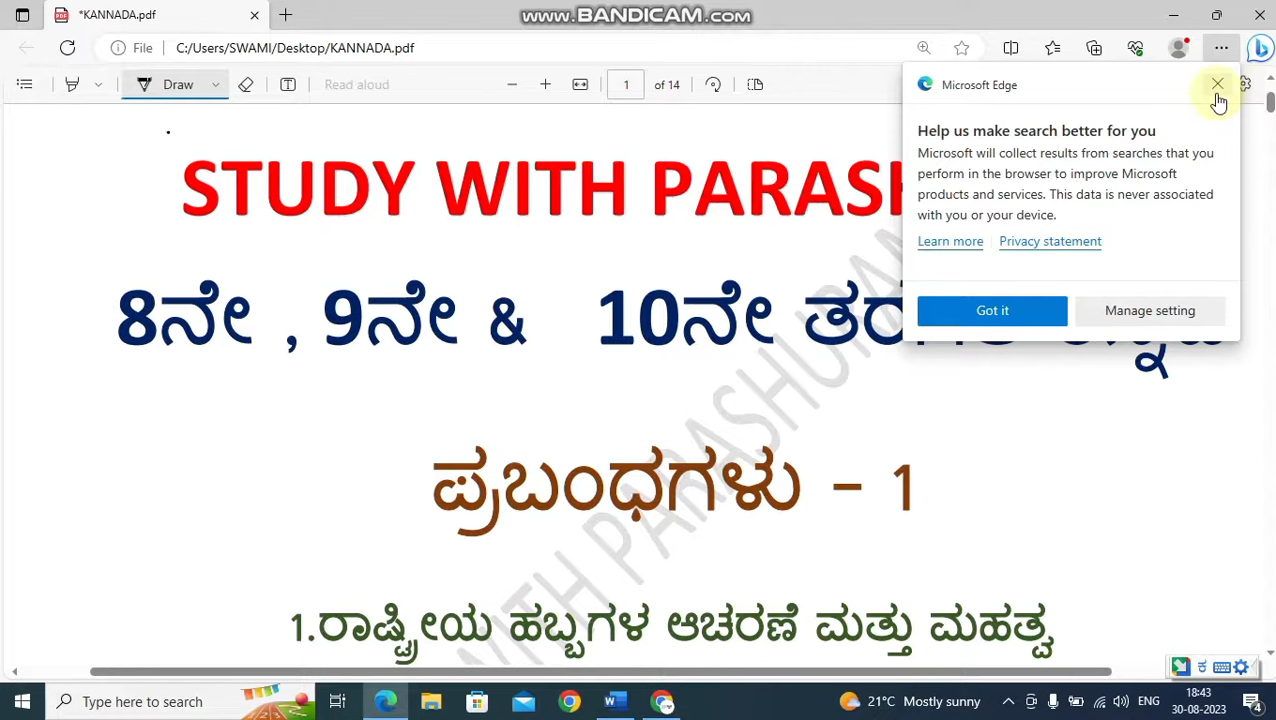 *KANNADA.pdf
www.BANDICAM.com
File C:/Users/SWAMI/Desktop/KANNADA.pdf
Draw Read aloud 1 of 14
Microsoft Edge
Help us make search better for you
Microsoft will collect results from searches that you
perform in the browser to improve Microsoft
products and services. This data is never associated
with you or your device.
Learn more Privacy statement
Got it Manage setting
STUDY WITH PARASH
8ನೇ , 9ನೇ & 10ನೇ
ಪ್ರಬಂಧಗಳು - 1
1.ರಾಷ್ಟ್ರೀಯ ಹಬ್ಬಗಳ ಆಚರಣೆ ಮತ್ತು ಮಹತ್ವ
WITH PARASHURAM
ಕ
Type here to search
21°C Mostly sunny
ENG
18:43
30-08-2023
4